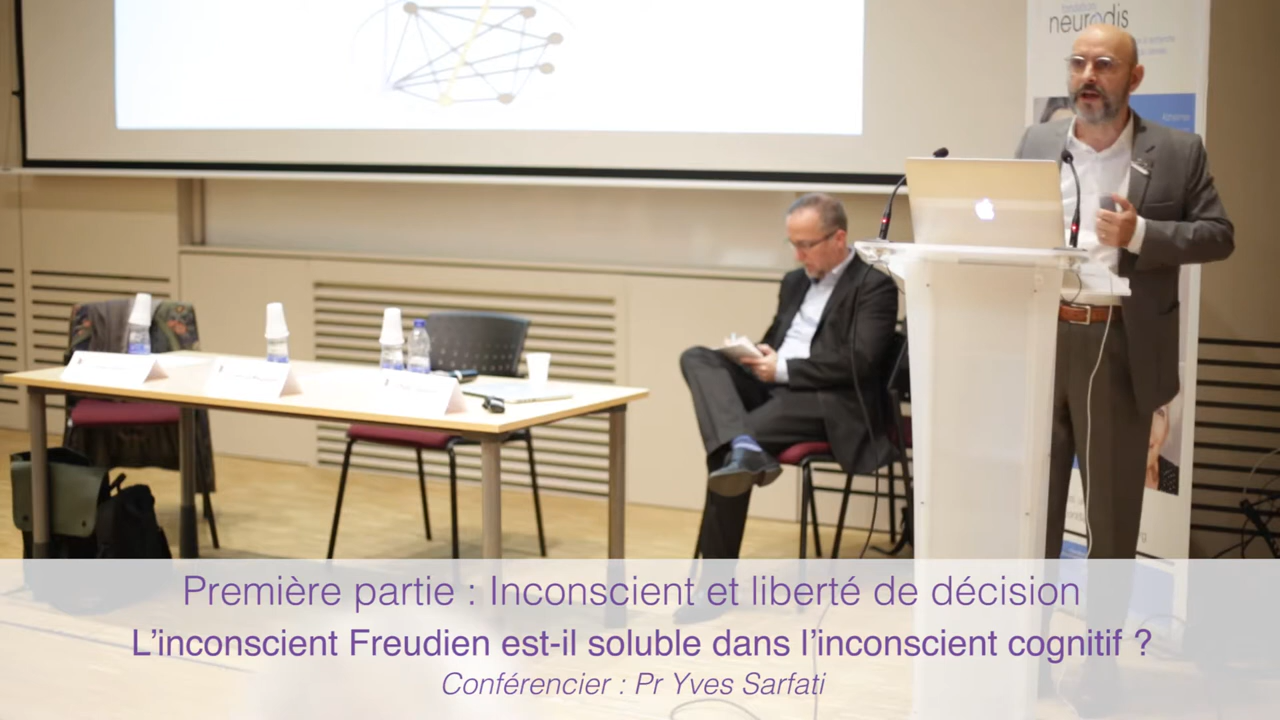 fondation
neurodis
Première partie : Inconscient et liberté de décision
L’inconscient Freudien est-il soluble dans l’inconscient cognitif ?
Conférencier : Pr Yves Sarfati